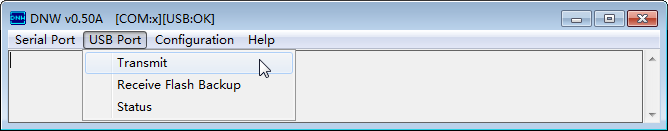 DNW v0.50A [COM:x][USB:OK]
Serial Port USB Port Configuration Help
Transmit
Receive Flash Backup
Status